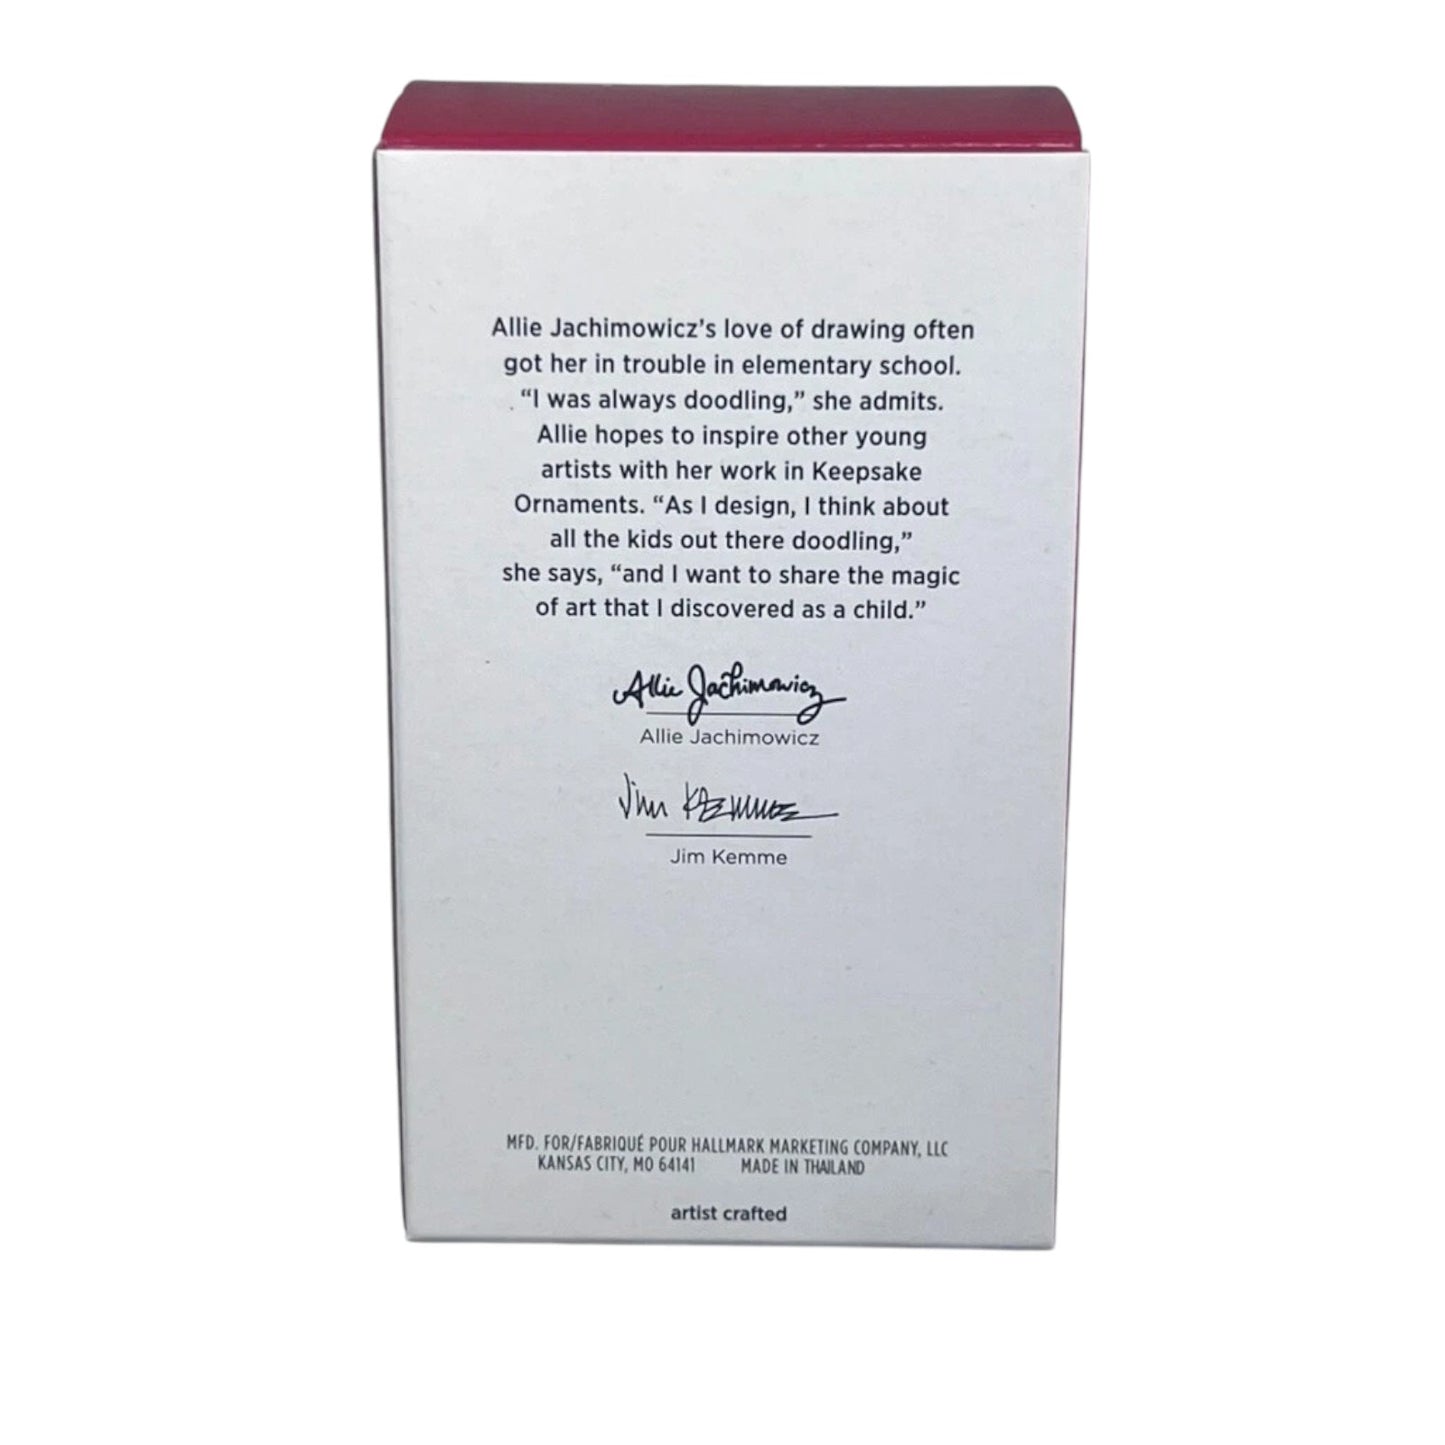 Allie Jachimowicz’s love of drawing often
got her in trouble in elementary school.
“I was always doodling,” she admits.
Allie hopes to inspire other young
artists with her work in Keepsake
Ornaments. “As I design, I think about
all the kids out there doodling,”
she says, “and I want to share the magic
of art that I discovered as a child.”
Allie Jachimowicz
Allie Jachimowicz
Jim Kemme
Jim Kemme
MFD. FOR/FABRIQUÉ POUR HALLMARK MARKETING COMPANY, LLC
KANSAS CITY, MO 64141 MADE IN THAILAND
artist crafted